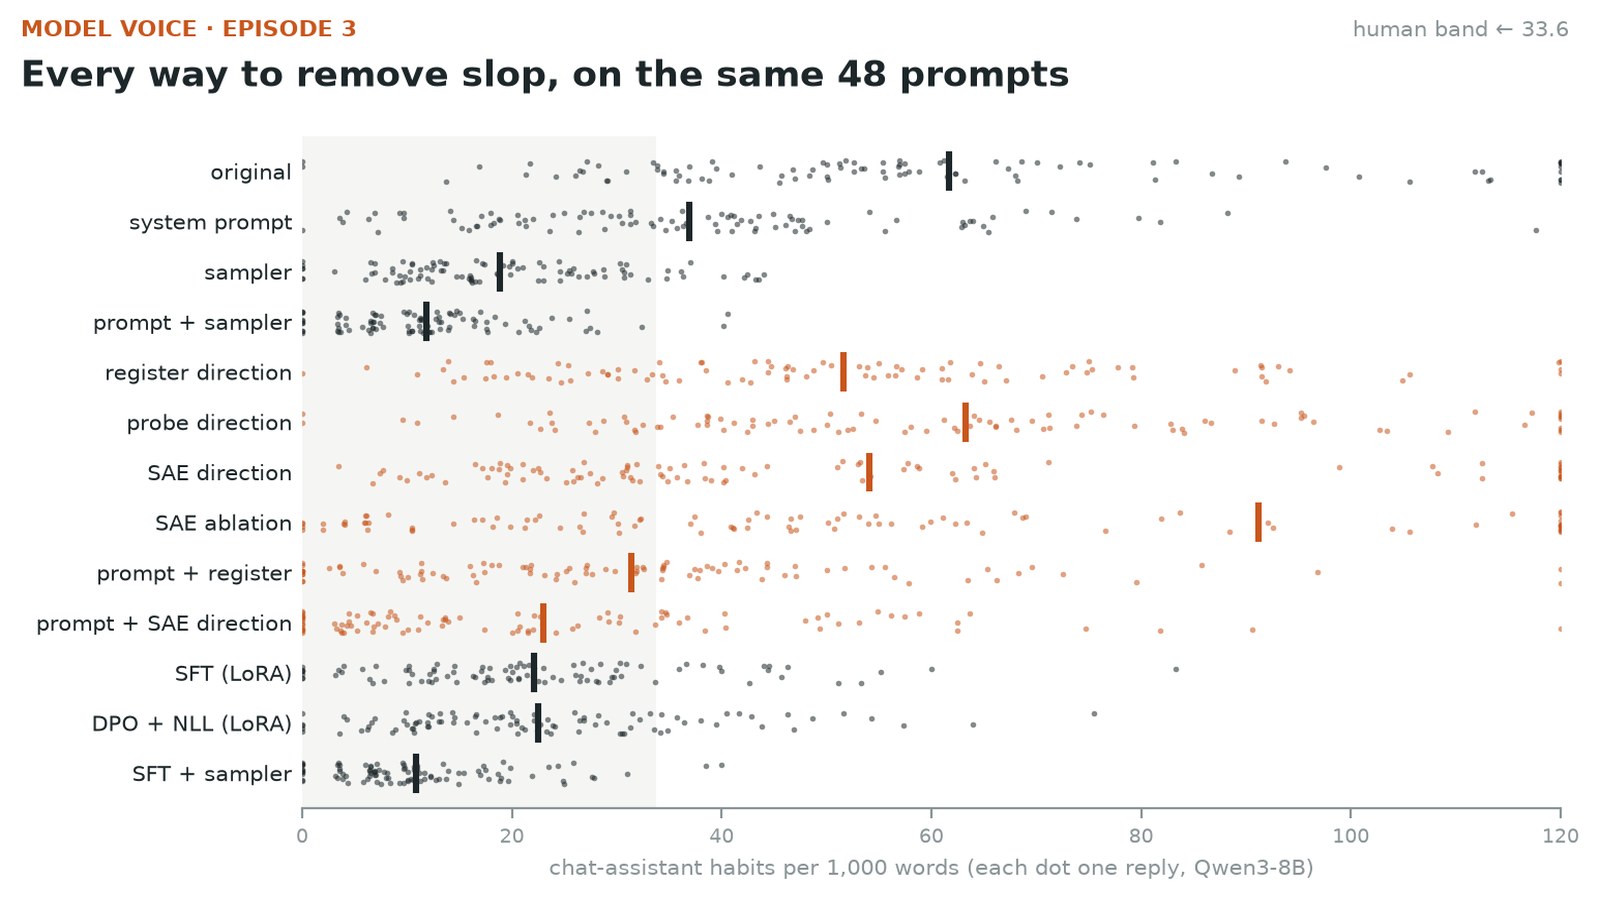 MODEL VOICE · EPISODE 3
human band ← 33.6
Every way to remove slop, on the same 48 prompts
original
system prompt
sampler
prompt + sampler
register direction
probe direction
SAE direction
SAE ablation
prompt + register
prompt + SAE direction
SFT (LoRA)
DPO + NLL (LoRA)
SFT + sampler
0 20 40 60 80 100 120
chat-assistant habits per 1,000 words (each dot one reply, Qwen3-8B)